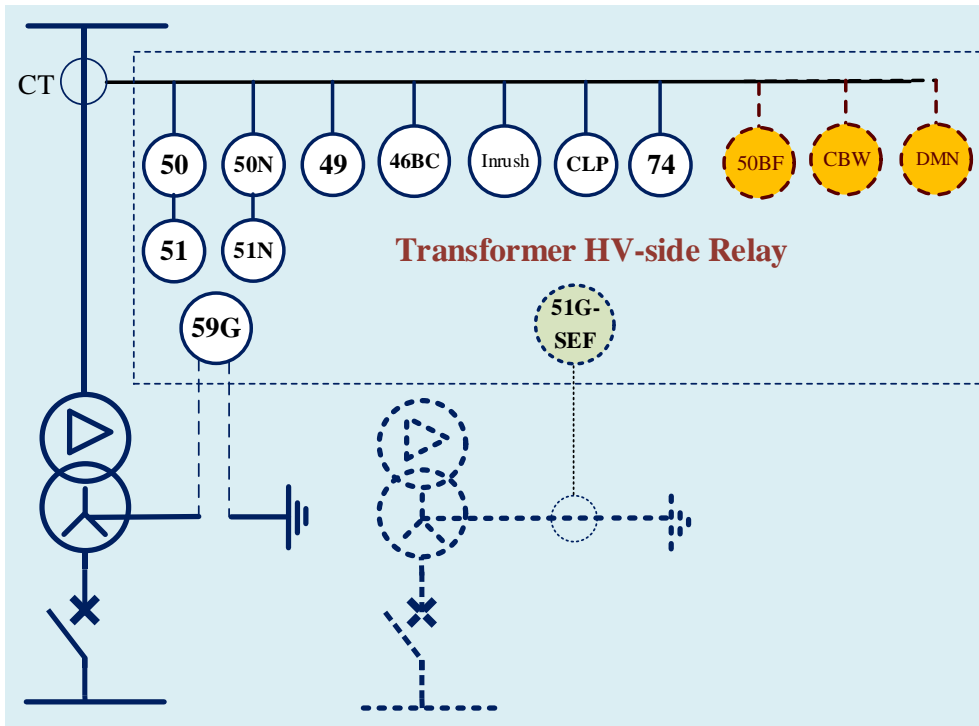 CT
50
50N
49
46BC
Inrush
CLP
74
50BF
CBW
DMN
51
51N
Transformer HV-side Relay
59G
51G-
SEF